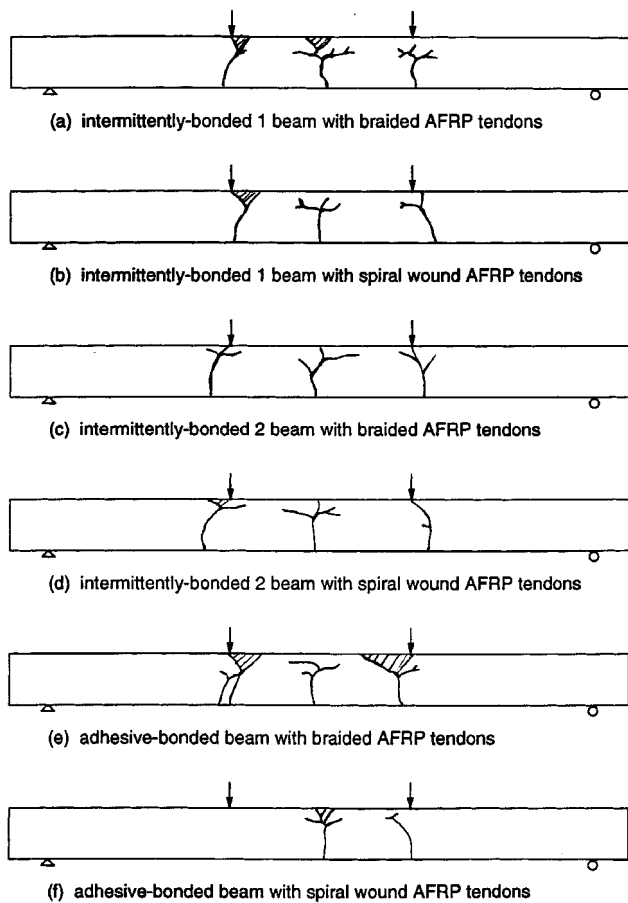 (a) intermittently-bonded 1 beam with braided AFRP tendons
(b) intermittently-bonded 1 beam with spiral wound AFRP tendons
(c) intermittently-bonded 2 beam with braided AFRP tendons
(d) intermittently-bonded 2 beam with spiral wound AFRP tendons
(e) adhesive-bonded beam with braided AFRP tendons
(f) adhesive-bonded beam with spiral wound AFRP tendons